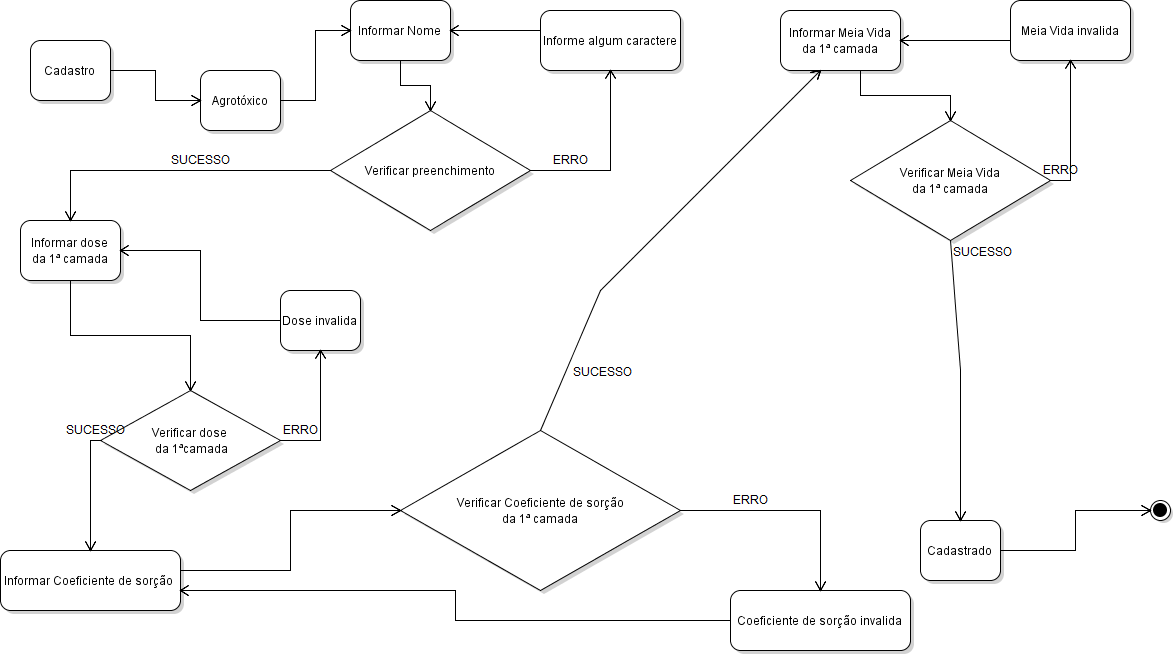 Cadastro
Agrotóxico
Informar Nome
Informe algum caractere
Verificar preenchimento
SUCESSO
ERRO
Informar dose
da 1ª camada
Dose invalida
Verificar dose
da 1ªcamada
SUCESSO
ERRO
Informar Coeficiente de sorção
Verificar Coeficiente de sorção
da 1ª camada
SUCESSO
ERRO
Coeficiente de sorção invalida
Informar Meia Vida
da 1ª camada
Meia Vida invalida
Verificar Meia Vida
da 1ª camada
ERRO
SUCESSO
Cadastrado